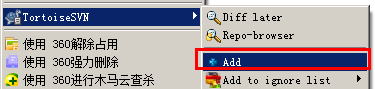 TortoiseSVN
使用 360解除占用
使用 360强力删除
使用 360进行木马云查杀
Diff later
Repo-browser
Add
Add to ignore list